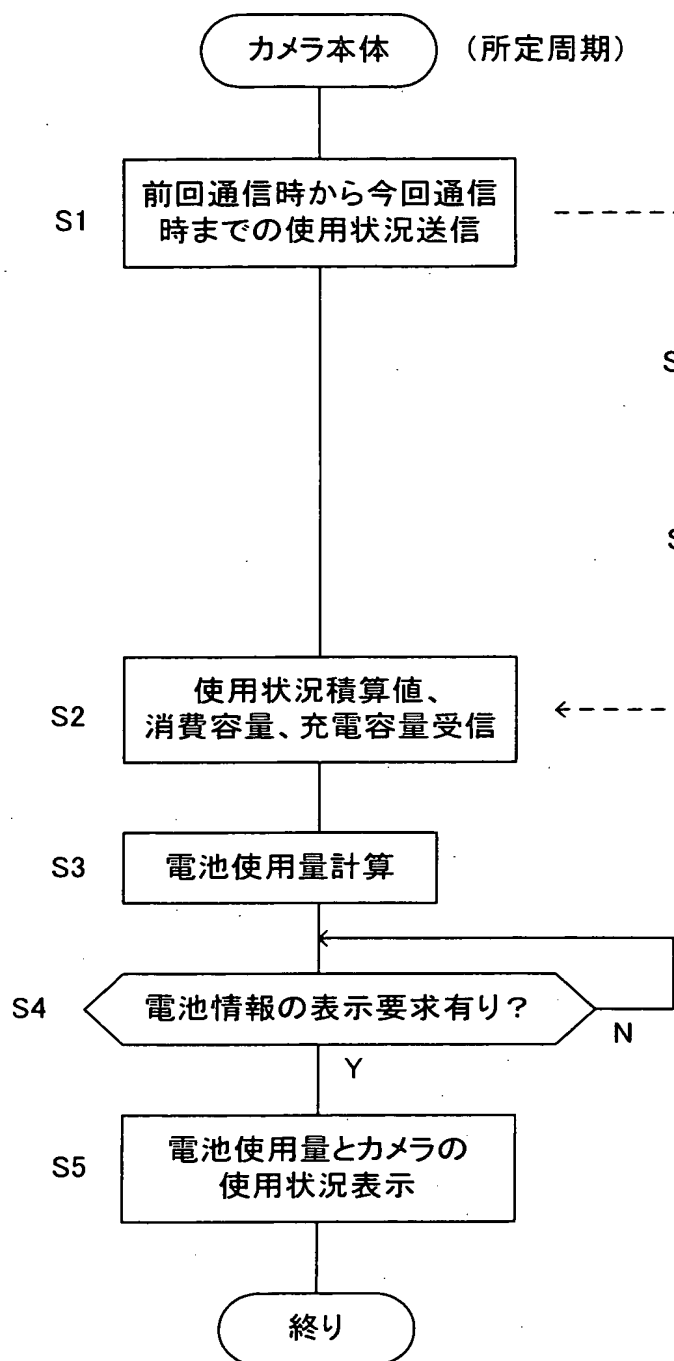 カメラ本体 (所定周期)
S1
前回通信時から今回通信
時までの使用状況送信
S
S
S2
使用状況積算値、
消費容量、充電容量受信
S3
電池使用量計算
S4
電池情報の表示要求有り?
N
Y
S5
電池使用量とカメラの
使用状況表示
終り